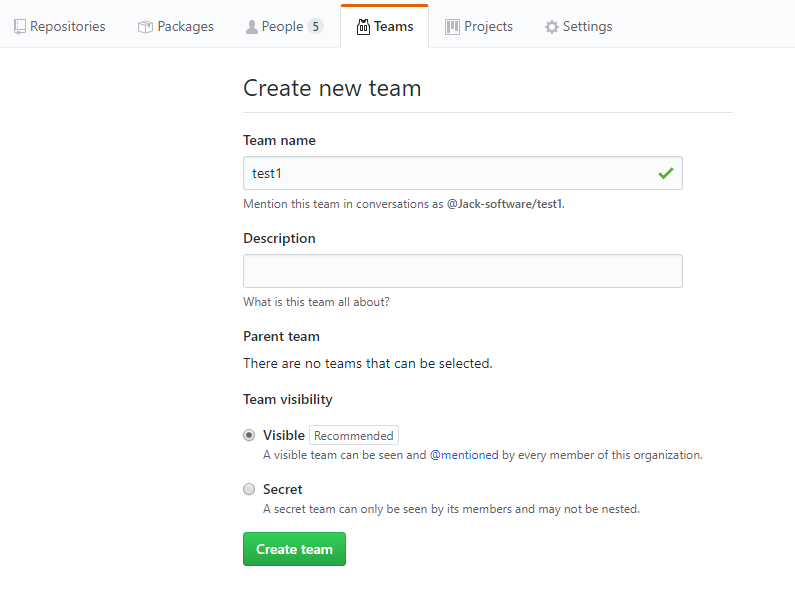 Repositories Packages People 5 Teams Projects Settings
Create new team
Team name
test1
Mention this team in conversations as @Jack-software/test1.
Description
What is this team all about?
Parent team
There are no teams that can be selected.
Team visibility
Visible Recommended
A visible team can be seen and @mentioned by every member of this organization.
Secret
A secret team can only be seen by its members and may not be nested.
Create team